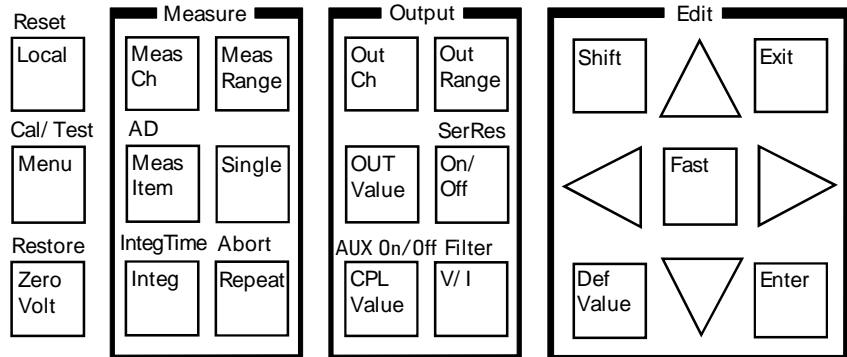 Measure
Output
Edit
Reset
Local
Meas
Ch
Meas
Range
Out
Ch
Out
Range
Shift
Exit
Cal/ Test
AD
SerRes
Menu
Meas
Item
Single
OUT
Value
On/
Off
Fast
Restore
IntegTime
Abort
AUX On/Off
Filter
Zero
Volt
Integ
Repeat
CPL
Value
V/ I
Def
Value
Enter